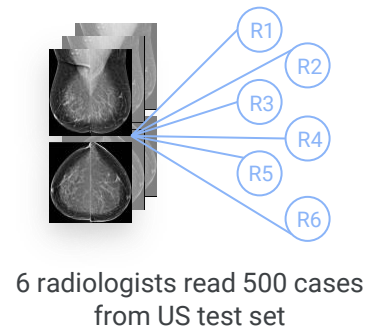 R1
R2
R3
R4
R5
R6
6 radiologists read 500 cases
from US test set